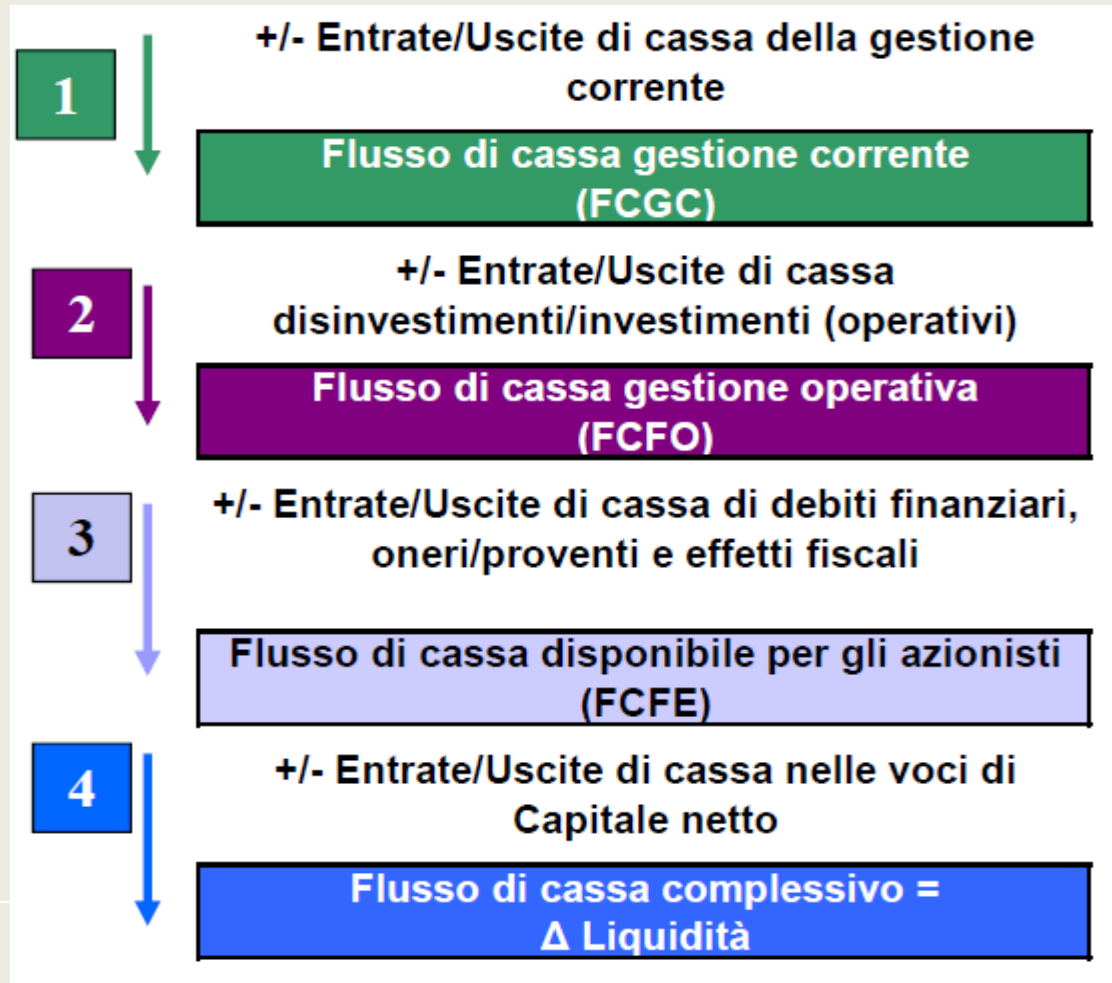 1
+/- Entrate/Uscite di cassa della gestione
corrente
Flusso di cassa gestione corrente
(FCGC)
2
+/- Entrate/Uscite di cassa
disinvestimenti/investimenti (operativi)
Flusso di cassa gestione operativa
(FCFO)
3
+/- Entrate/Uscite di cassa di debiti finanziari,
oneri/proventi e effetti fiscali
Flusso di cassa disponibile per gli azionisti
(FCFE)
4
+/- Entrate/Uscite di cassa nelle voci di
Capitale netto
Flusso di cassa complessivo =
Δ Liquidità